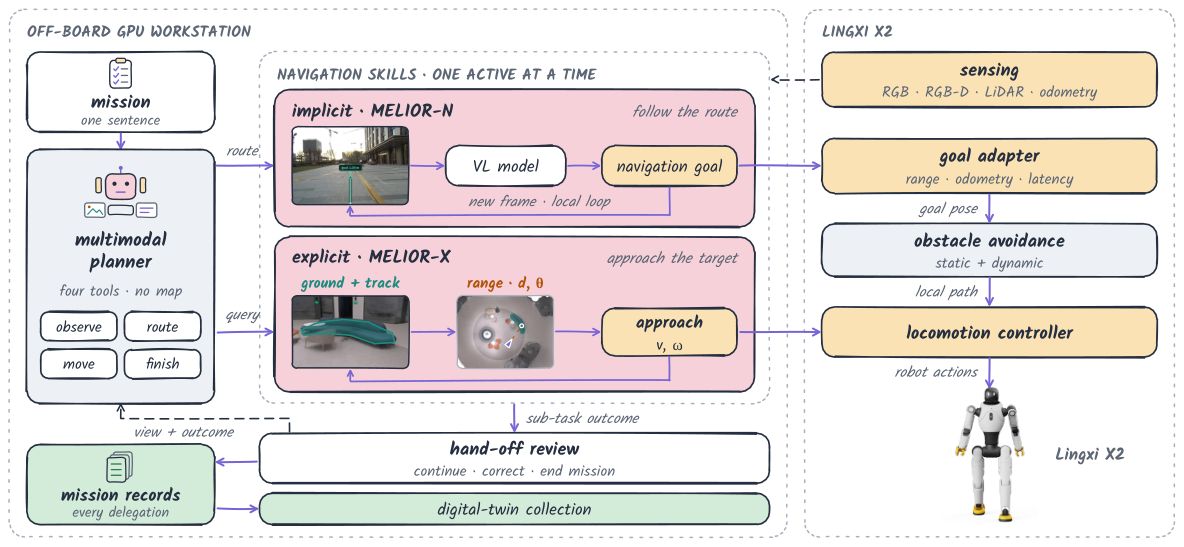 OFF-BOARD GPU WORKSTATION
mission
one sentence
multimodal
planner
four tools · no map
observe
route
move
finish
route
query
NAVIGATION SKILLS · ONE ACTIVE AT A TIME
implicit · MELIOR-N
follow the route
VL model
navigation goal
new frame · local loop
explicit · MELIOR-X
approach the target
ground + track
range · d, θ
approach
v, ω
sub-task outcome
view + outcome
hand-off review
continue · correct · end mission
mission records
every delegation
digital-twin collection
LINGXI X2
sensing
RGB · RGB-D · LiDAR · odometry
goal adapter
range · odometry · latency
goal pose
obstacle avoidance
static + dynamic
local path
locomotion controller
robot actions
Lingxi X2